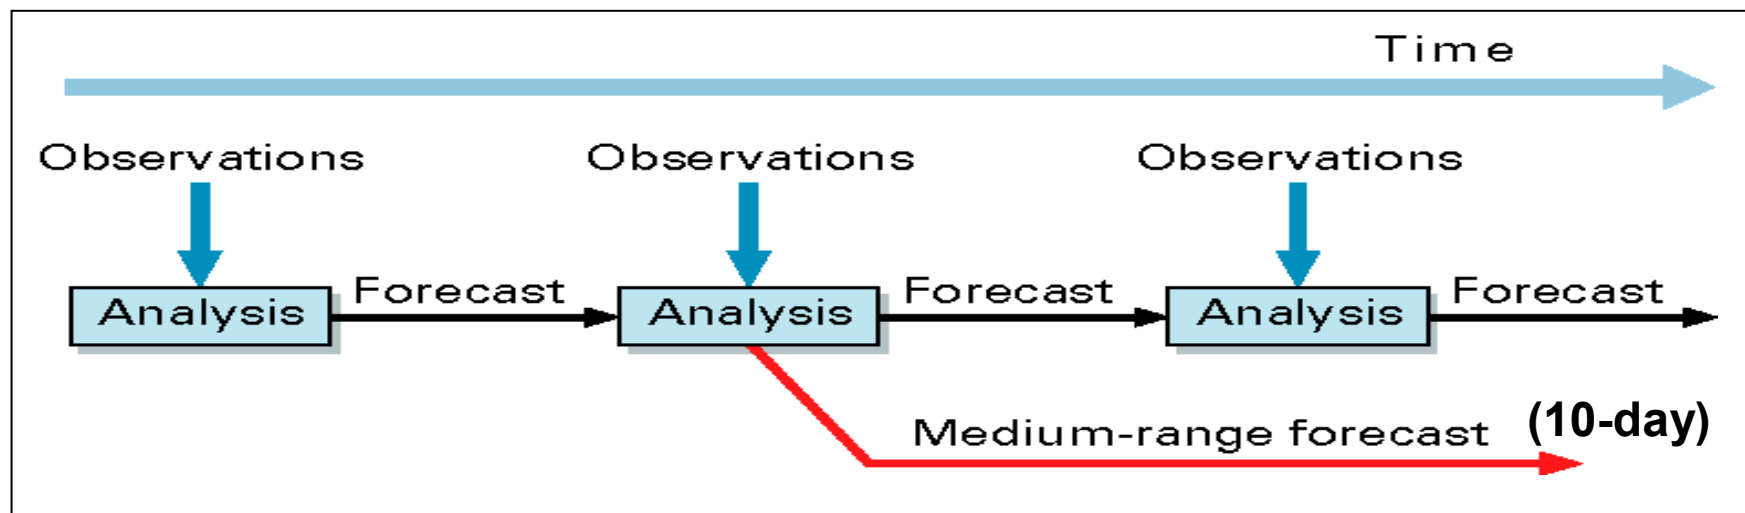 Time
Observations Observations Observations
Analysis Forecast Analysis Forecast Analysis Forecast
Medium-range forecast (10-day)